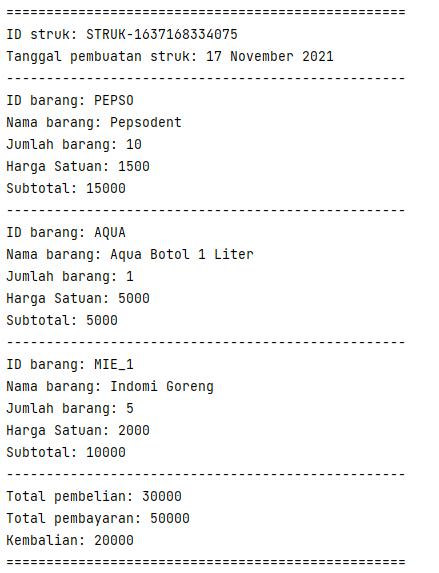 ==================================================
ID struk: STRUK-1637168334075
Tanggal pembuatan struk: 17 November 2021
--------------------------------------------------
ID barang: PEPSO
Nama barang: Pepsodent
Jumlah barang: 10
Harga Satuan: 1500
Subtotal: 15000
--------------------------------------------------
ID barang: AQUA
Nama barang: Aqua Botol 1 Liter
Jumlah barang: 1
Harga Satuan: 5000
Subtotal: 5000
--------------------------------------------------
ID barang: MIE_1
Nama barang: Indomi Goreng
Jumlah barang: 5
Harga Satuan: 2000
Subtotal: 10000
--------------------------------------------------
Total pembelian: 30000
Total pembayaran: 50000
Kembalian: 20000
==================================================